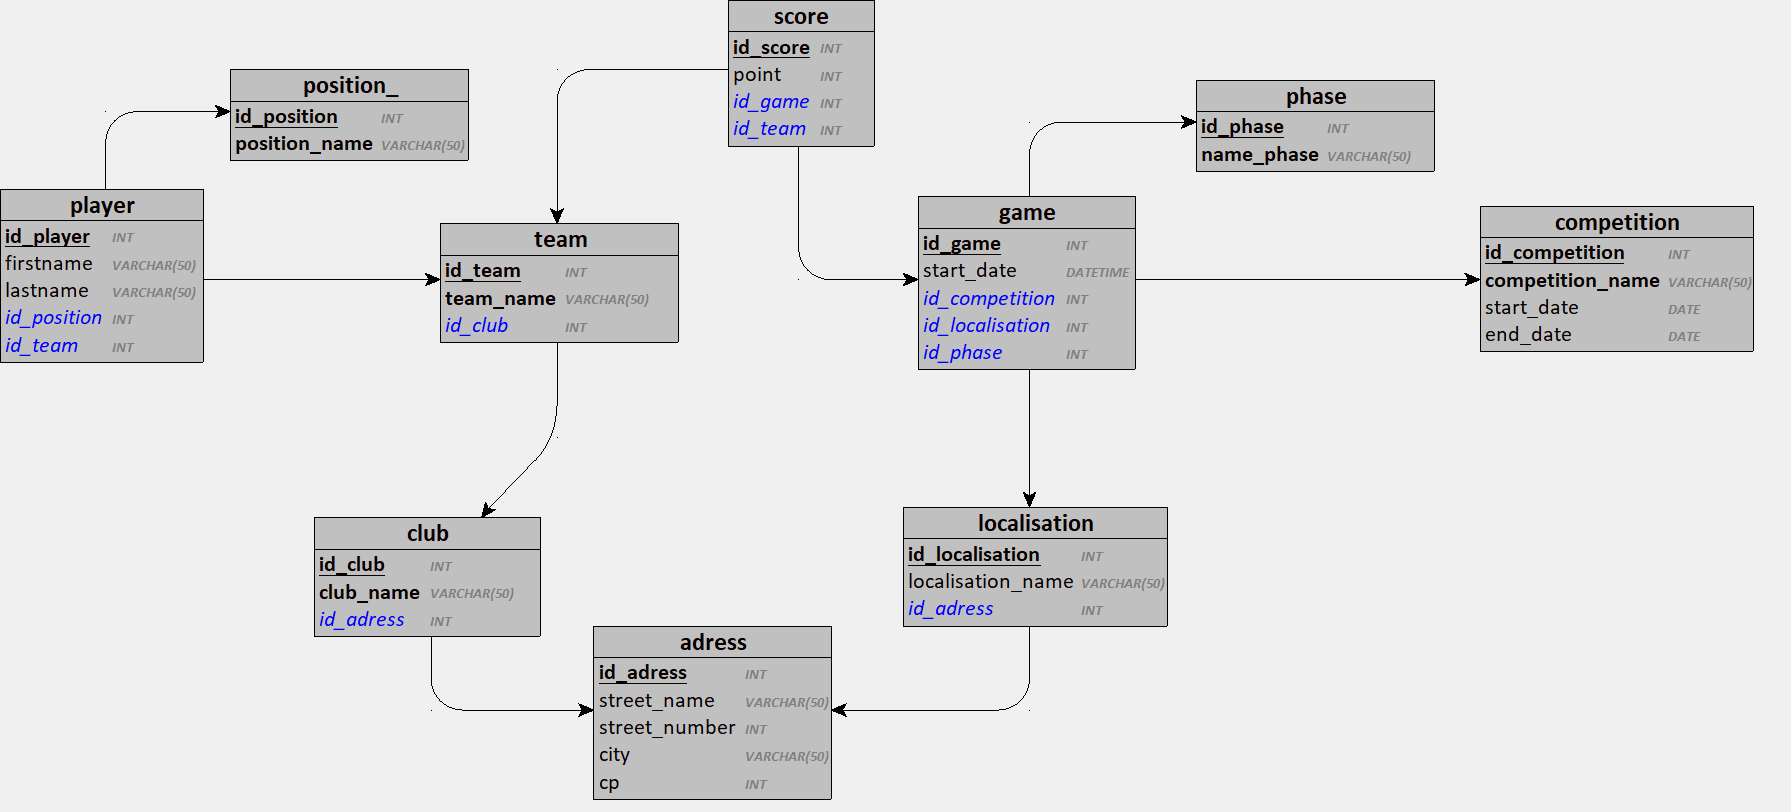 score
id_score INT
point INT
id_game INT
id_team INT
position_
id_position INT
position_name VARCHAR(50)
phase
id_phase INT
name_phase VARCHAR(50)
player
id_player INT
firstname VARCHAR(50)
lastname VARCHAR(50)
id_position INT
id_team INT
team
id_team INT
team_name VARCHAR(50)
id_club INT
game
id_game INT
start_date DATETIME
id_competition INT
id_localisation INT
id_phase INT
competition
id_competition INT
competition_name VARCHAR(50)
start_date DATE
end_date DATE
club
id_club INT
club_name VARCHAR(50)
id_adress INT
localisation
id_localisation INT
localisation_name VARCHAR(50)
id_adress INT
adress
id_adress INT
street_name VARCHAR(50)
street_number INT
city VARCHAR(50)
cp INT